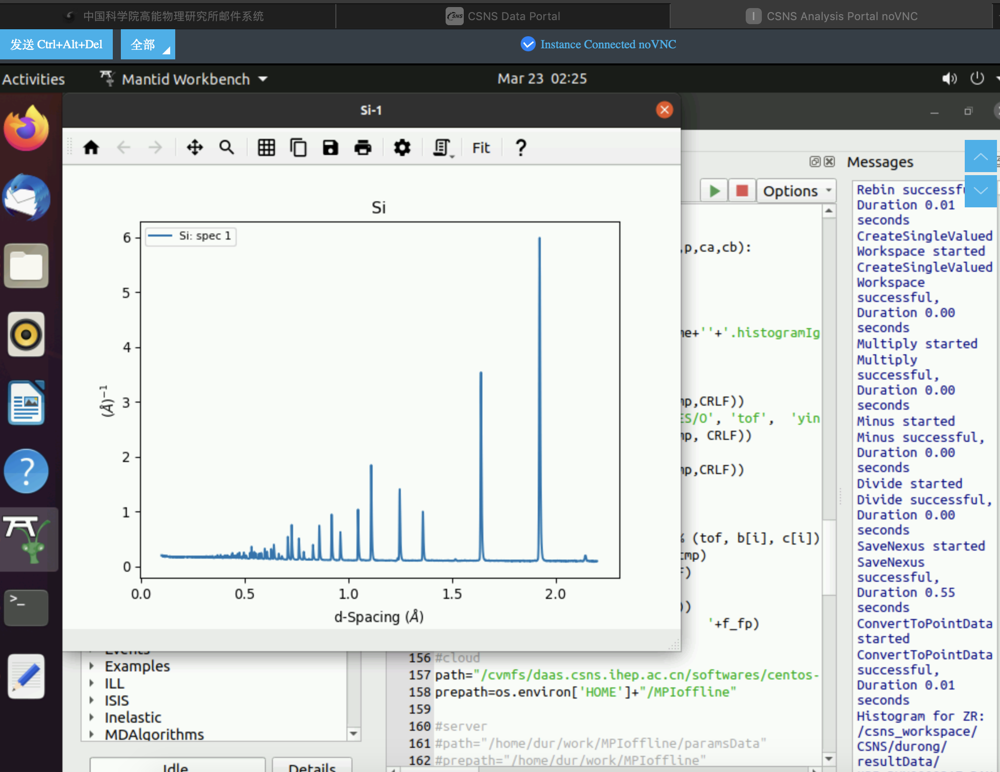 中国科学院高能物理研究所邮件系统
CSNS Data Portal
CSNS Analysis Portal noVNC
发送 Ctrl+Alt+Del
全部
Instance Connected noVNC
Activities
Mantid Workbench
Mar 23 02:25
Si-1
Fit
?
Si
Si: spec 1
6
5
4
3
2
1
0
(Å)⁻¹
0.0
0.5
1.0
1.5
2.0
d-Spacing (Å)
Options
,p,ca,cb):
+''+'.histogramIg
,CRLF))
/O', 'tof', 'yin
, CRLF))
,CRLF))
(tof, b[i], c[i])
)
)
))
'+f_fp)
156 #cloud
157 path="/cvmfs/daas.csns.ihep.ac.cn/softwares/centos-
158 prepath=os.environ['HOME']+"/MPIoffline"
159
160 #server
161 #path="/home/dur/work/MPIoffline/paramsData"
162 #prepath="/home/dur/work/MPIoffline"
Examples
ILL
ISIS
Inelastic
MDAlgorithms
Idle
Details
Messages
Rebin
Duration 0.01
seconds
CreateSingleValued
Workspace started
CreateSingleValued
Workspace
successful,
Duration 0.00
seconds
Multiply started
Multiply
successful,
Duration 0.00
seconds
Minus started
Minus successful,
Duration 0.00
seconds
Divide started
Divide successful,
Duration 0.00
seconds
SaveNexus started
SaveNexus
successful,
Duration 0.55
seconds
ConvertToPointData
started
ConvertToPointData
successful,
Duration 0.01
seconds
Histogram for ZR:
/csns_workspace/
CSNS/durong/
resultData/